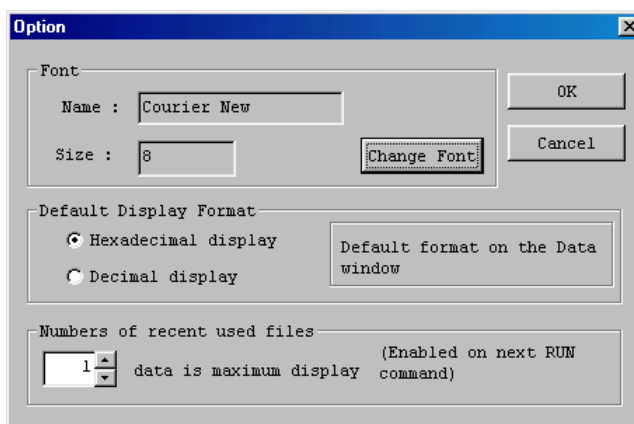 Option
Font
Name : Courier New
OK
Size : 8
Change Font
Cancel
Default Display Format
Hexadecimal display
Decimal display
Default format on the Data
window
Numbers of recent used files
1 data is maximum display
(Enabled on next RUN
command)